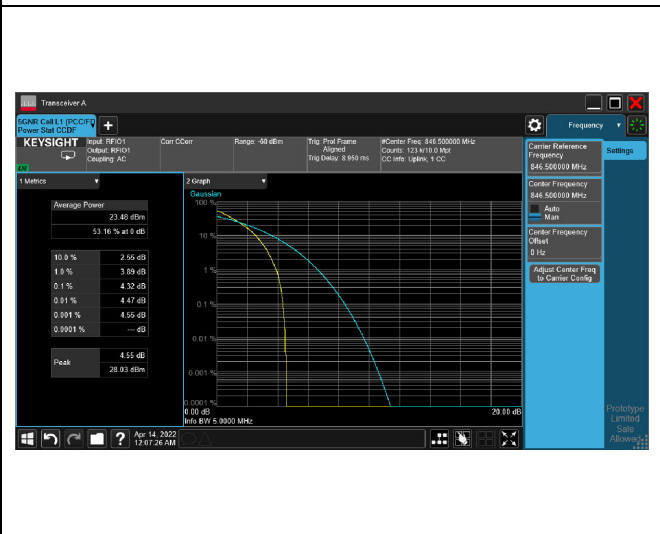 Transceiver A
5GNR Call L1 (PCC/FD
Power Stat CCDF
Frequency
KEYSIGHT
Input: RFIO1
Output: RFIO1
Coupling: AC
Corr CCorr
Range: -60 dBm
Trig: Prot Frame
Aligned
Trig Delay: 8.950 ms
#Center Freq: 846.500000 MHz
Counts: 123 k/10.0 Mpt
CC Info: Uplink, 1 CC
1 Metrics
Average Power
23.48 dBm
53.16 % at 0 dB
10.0 % 2.55 dB
1.0 % 3.89 dB
0.1 % 4.32 dB
0.01 % 4.47 dB
0.001 % 4.55 dB
0.0001 % --- dB
Peak
4.55 dB
28.03 dBm
2 Graph
Gaussian
100 %
10 %
1 %
0.1 %
0.01 %
0.001 %
0.0001 %
0.00 dB
20.00 dB
Info BW 5.0000 MHz
Carrier Reference
Frequency
846.500000 MHz
Center Frequency
846.500000 MHz
Auto
Man
Center Frequency
Offset
0 Hz
Adjust Center Freq
to Carrier Config
Settings
Prototype
Limited
Sale
Allowed
Apr 14, 2022
12:07:26 AM